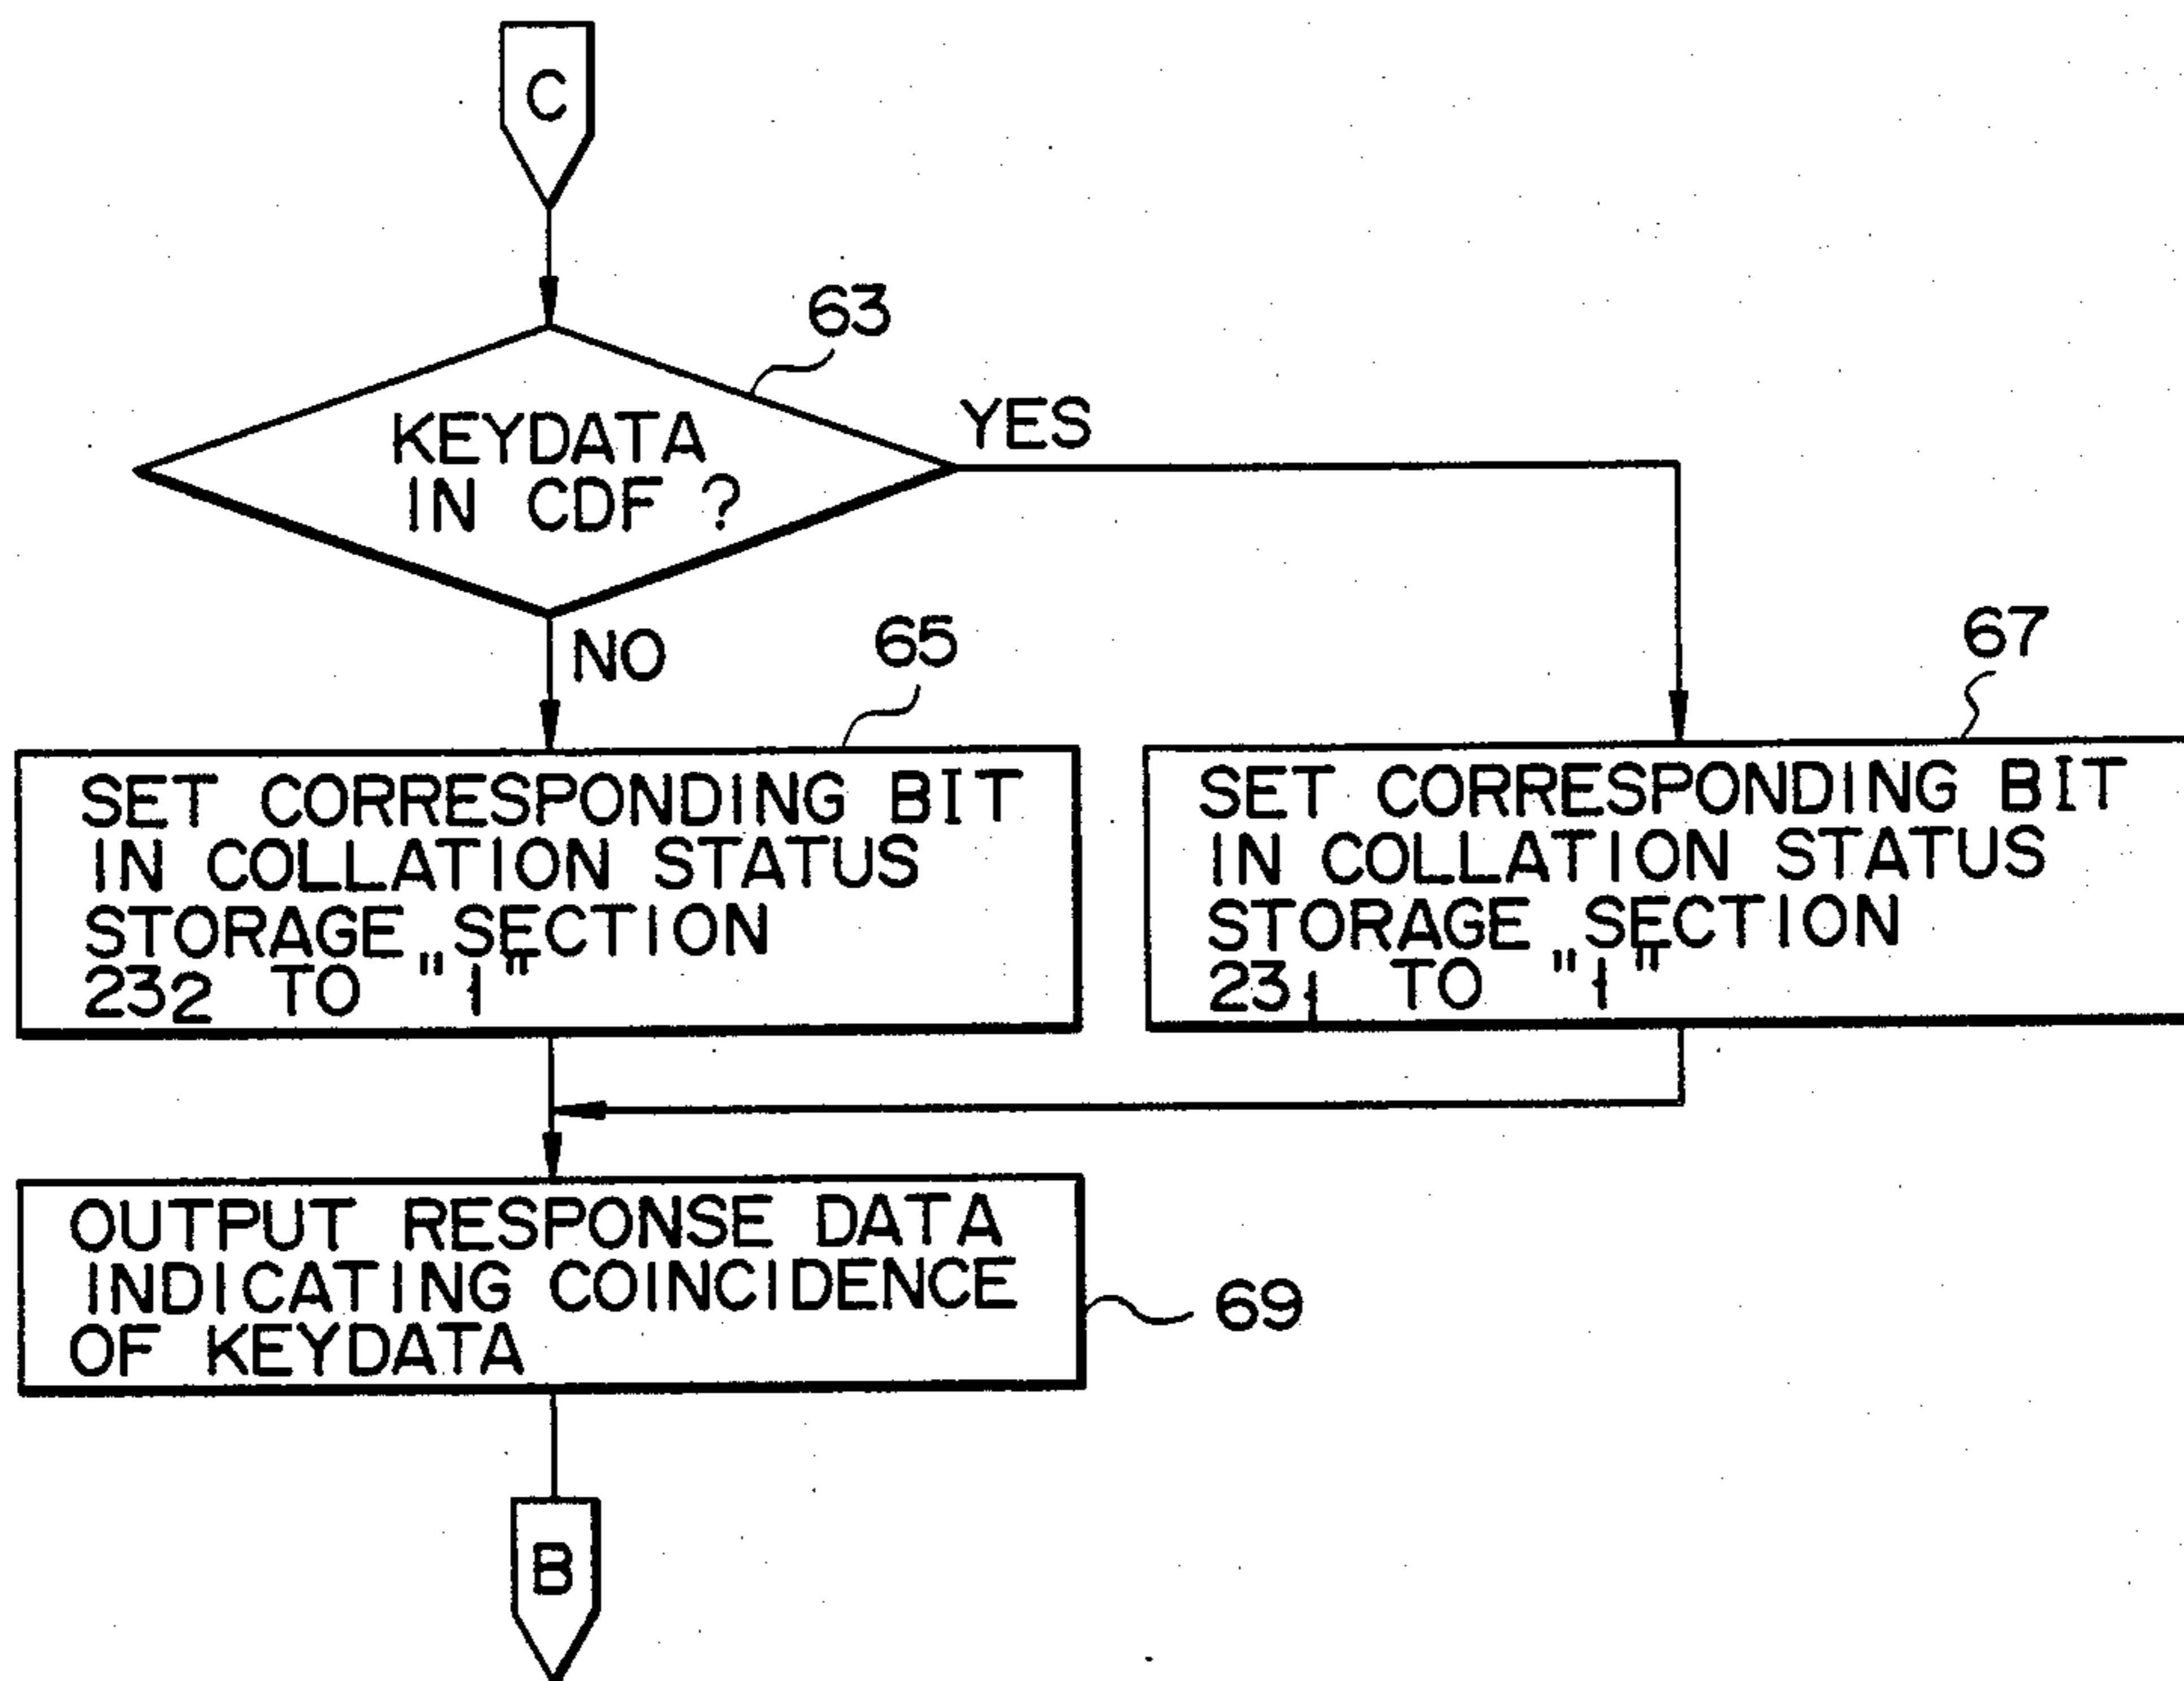 C
63
KEYDATA
IN CDF ?
YES
NO
65
67
SET CORRESPONDING BIT
IN COLLATION STATUS
STORAGE SECTION
23₂ TO "1"
SET CORRESPONDING BIT
IN COLLATION STATUS
STORAGE SECTION
23₁ TO "1"
OUTPUT RESPONSE DATA
INDICATING COINCIDENCE
OF KEYDATA
69
B